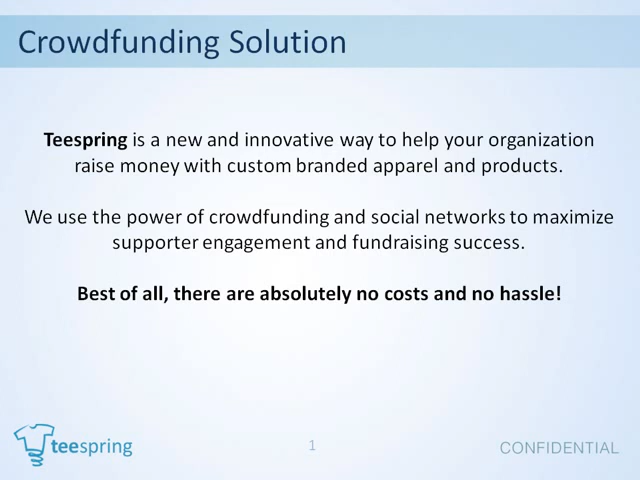 Crowdfunding Solution
Teespring is a new and innovative way to help your organization
raise money with custom branded apparel and products.
We use the power of crowdfunding and social networks to maximize
supporter engagement and fundraising success.
Best of all, there are absolutely no costs and no hassle!
teespring
1
CONFIDENTIAL